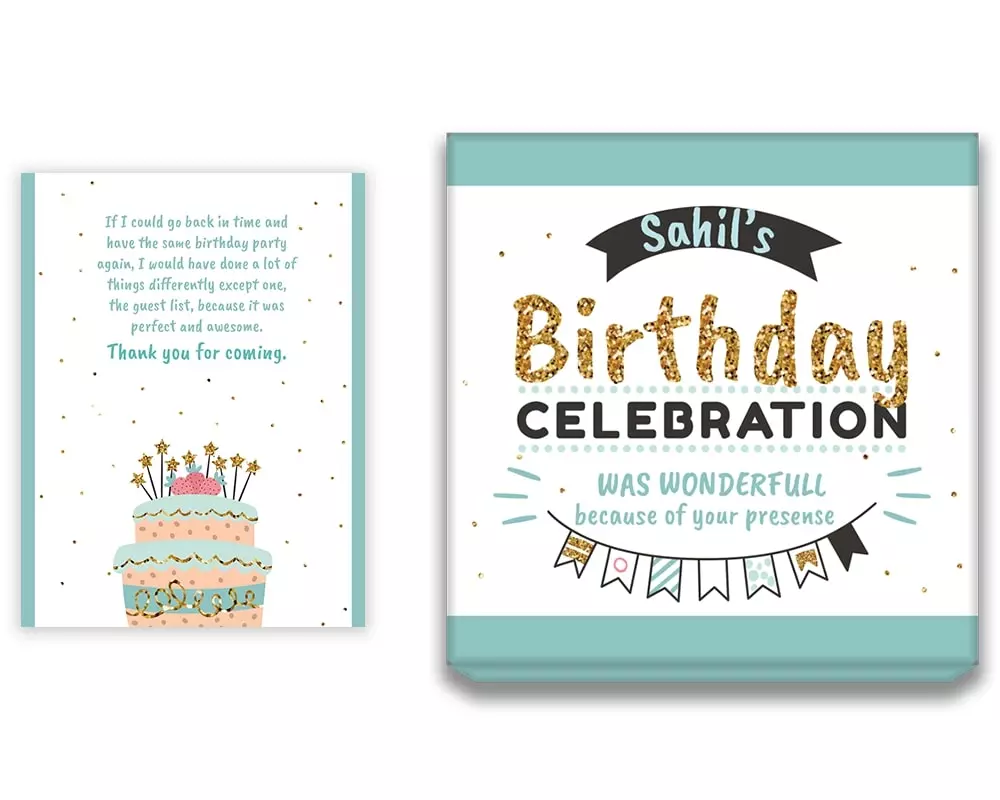 If I could go back in time and
have the same birthday party
again, I would have done a lot of
things differently except one,
the guest list, because it was
perfect and awesome.
Thank you for coming.
Sahil's
Birthday
CELEBRATION
WAS WONDERFULL
because of your presense